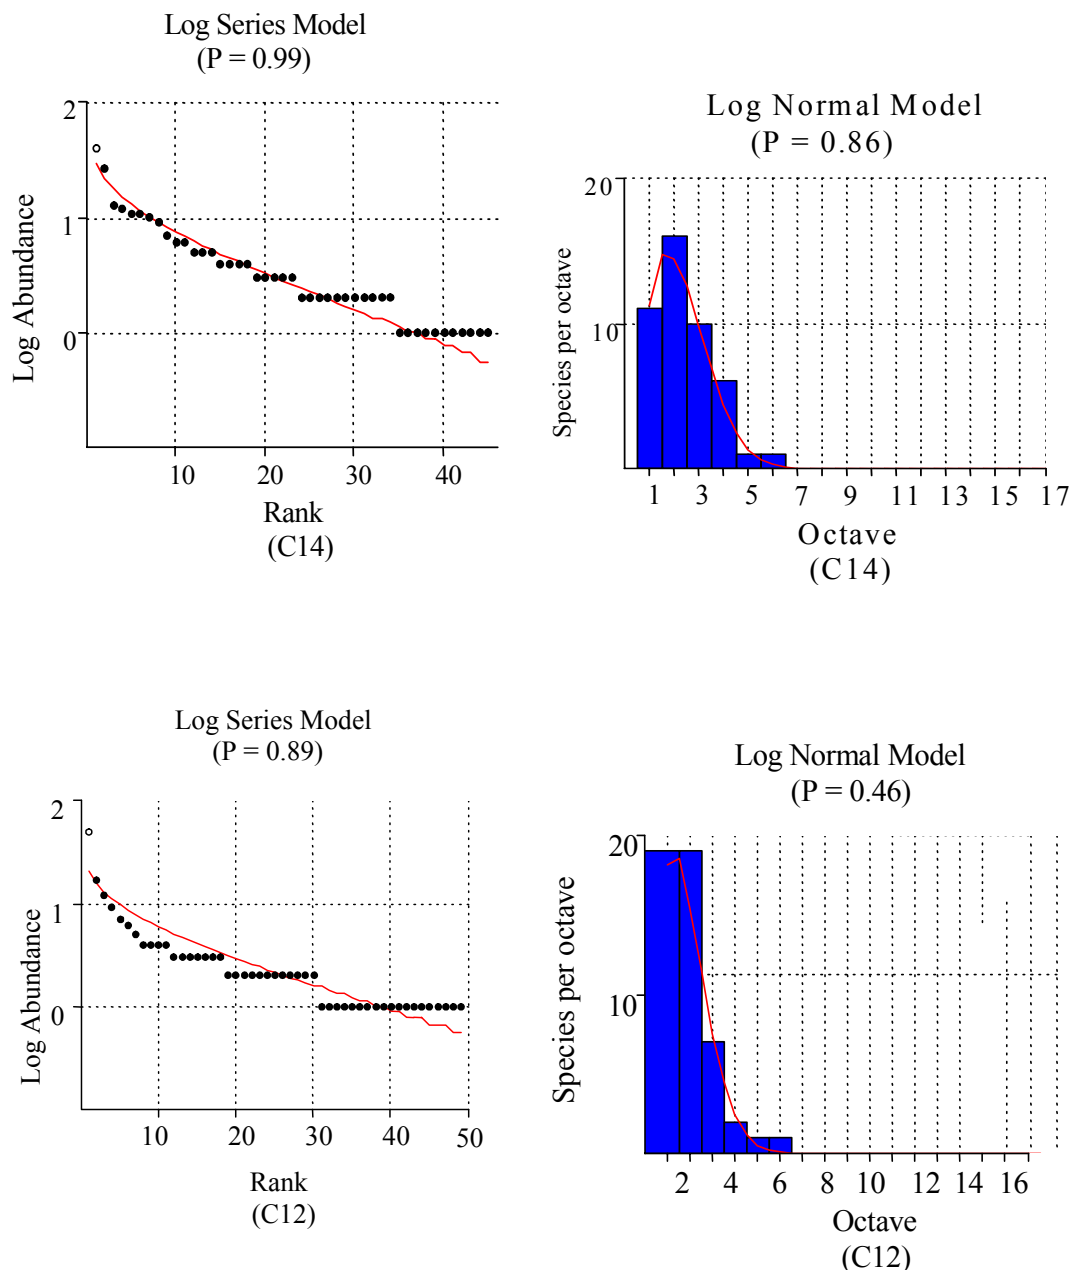 Log Series Model
(P = 0.99)
2
1
0
Log Abundance
10 20 30 40
Rank
(C14)
Log Normal Model
(P = 0.86)
20
10
Species per octave
1 3 5 7 9 11 13 15 17
Octave
(C14)
Log Series Model
(P = 0.89)
2
1
0
Log Abundance
10 20 30 40 50
Rank
(C12)
Log Normal Model
(P = 0.46)
20
10
Species per octave
2 4 6 8 10 12 14 16
Octave
(C12)